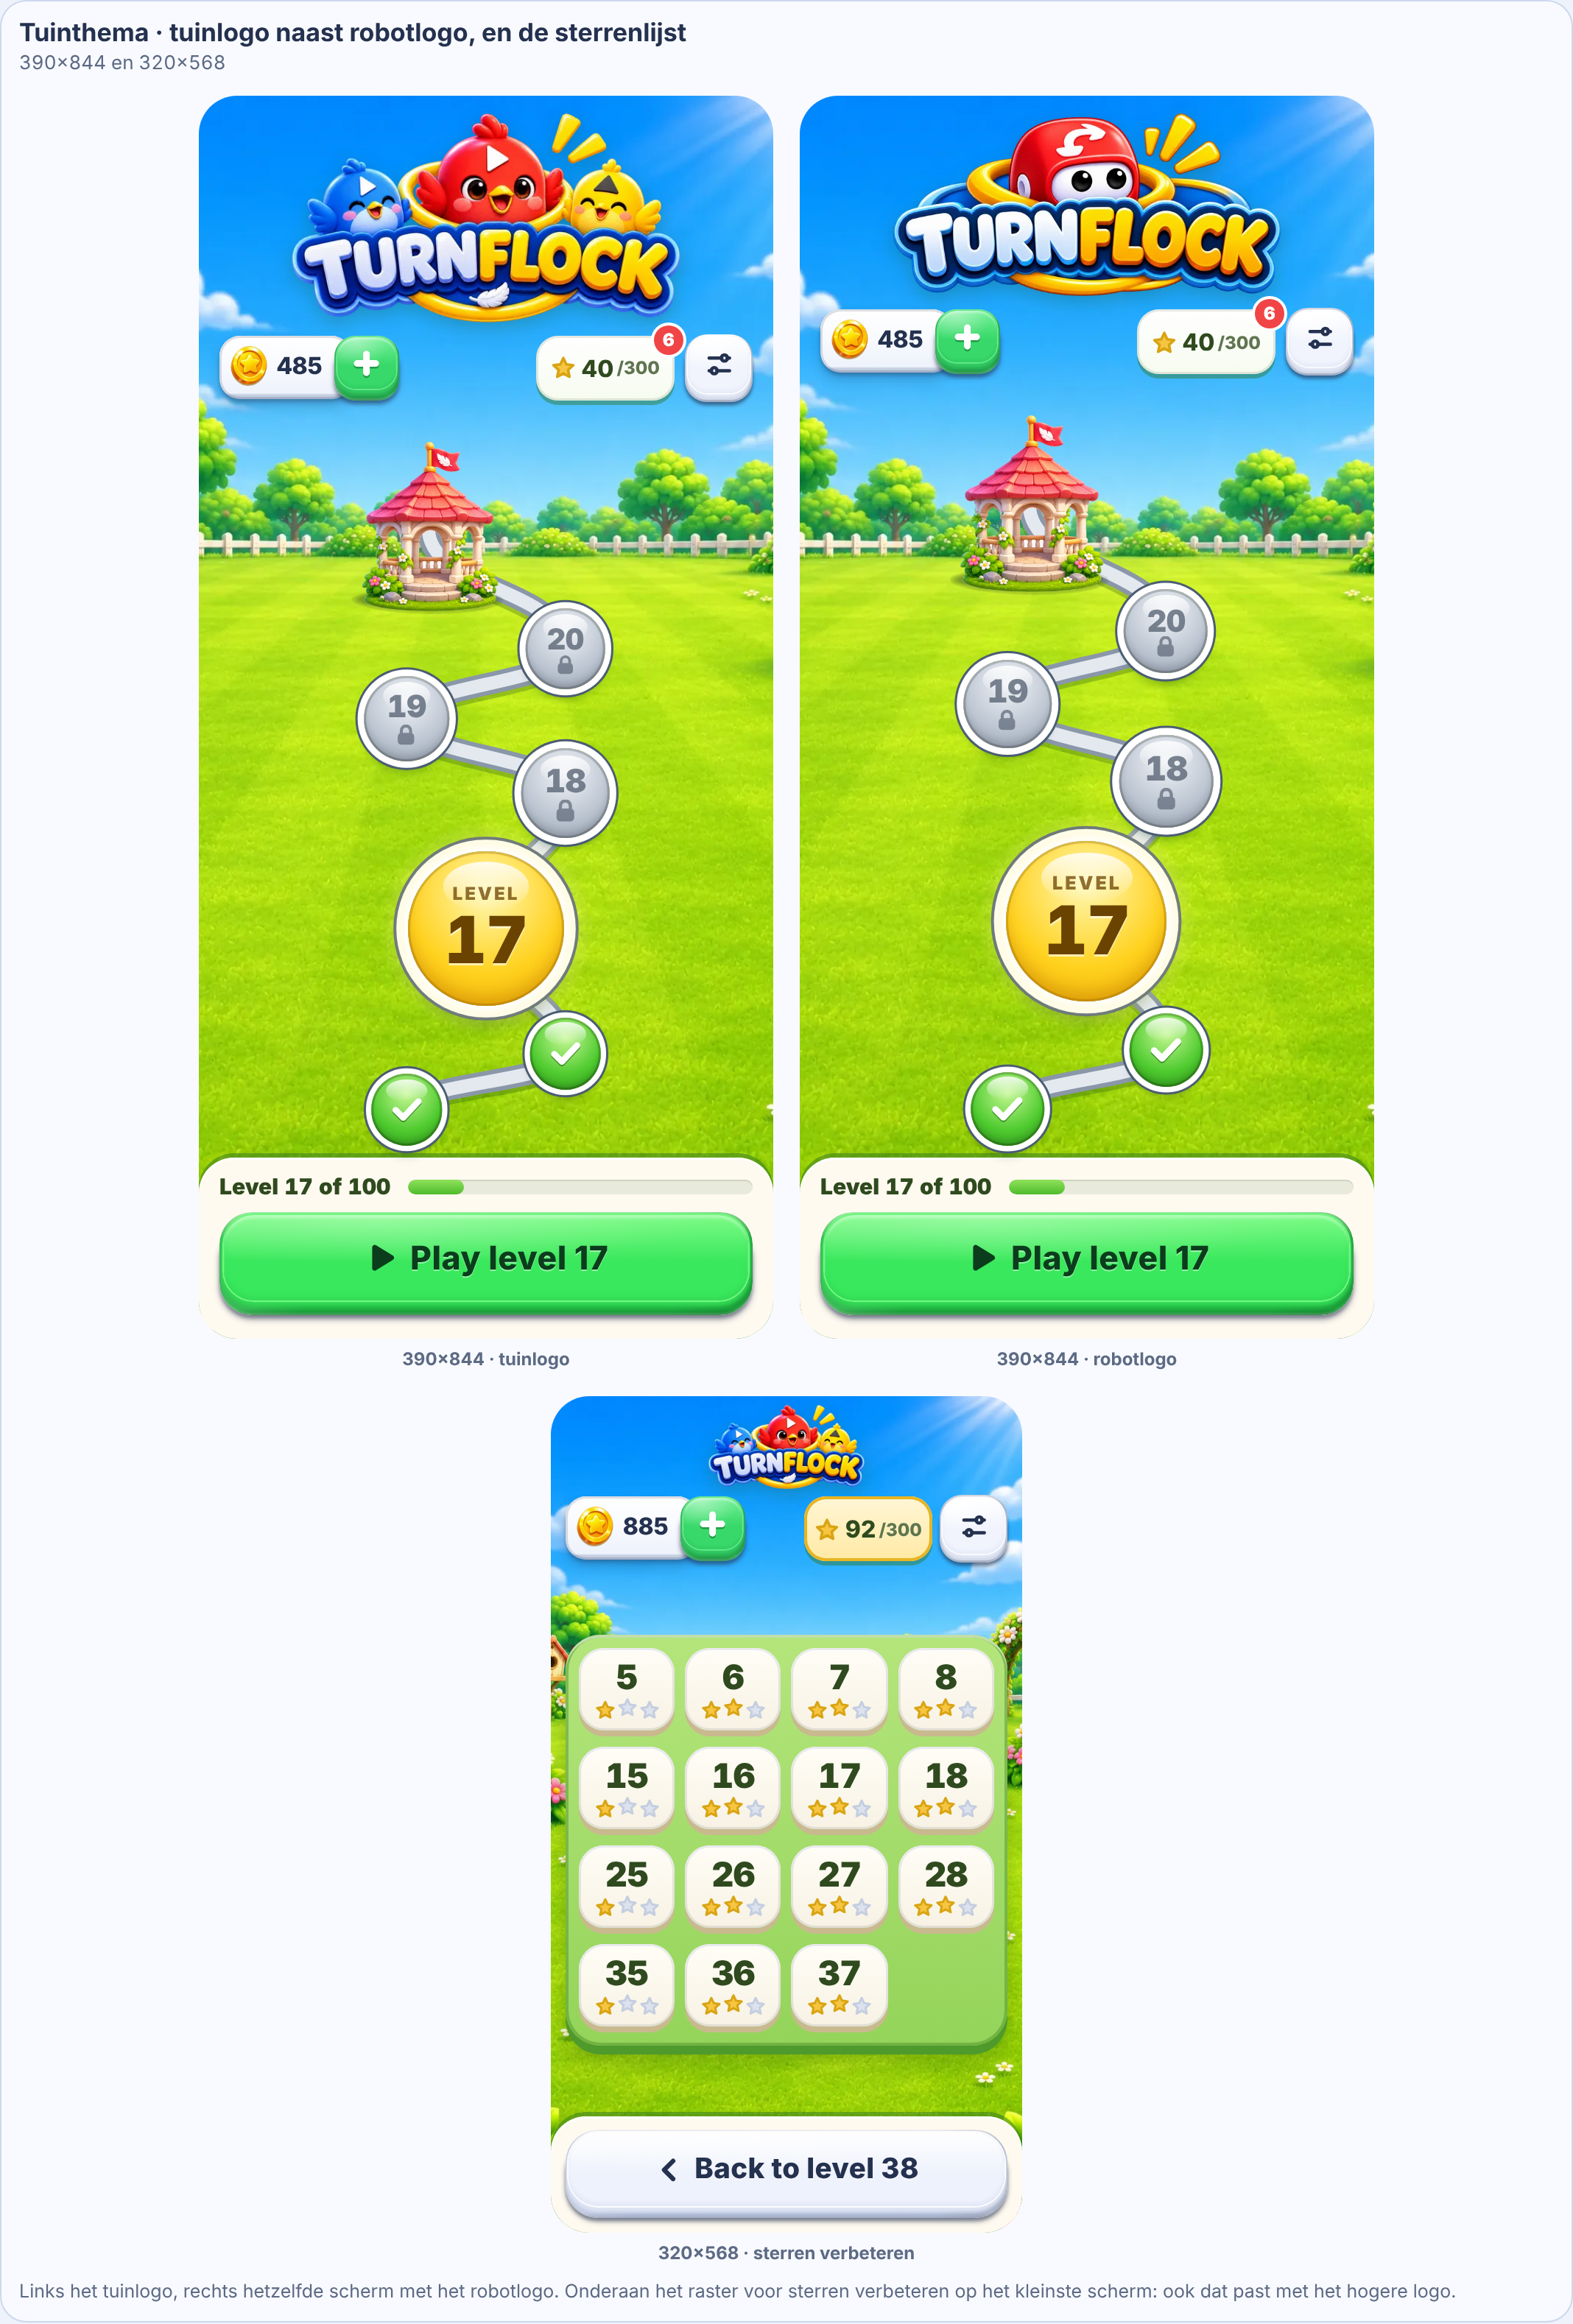 Tuinthema · tuinlogo naast robotlogo, en de sterrenlijst
390×844 en 320×568
TURNFLOCK
485
40/300
6
20
19
18
LEVEL
17
Level 17 of 100
Play level 17
390×844 · tuinlogo
TURNFLOCK
485
40/300
6
20
19
18
LEVEL
17
Level 17 of 100
Play level 17
390×844 · robotlogo
TURNFLOCK
885
92/300
5 6 7 8
15 16 17 18
25 26 27 28
35 36 37
Back to level 38
320×568 · sterren verbeteren
Links het tuinlogo, rechts hetzelfde scherm met het robotlogo. Onderaan het raster voor sterren verbeteren op het kleinste scherm: ook dat past met het hogere logo.